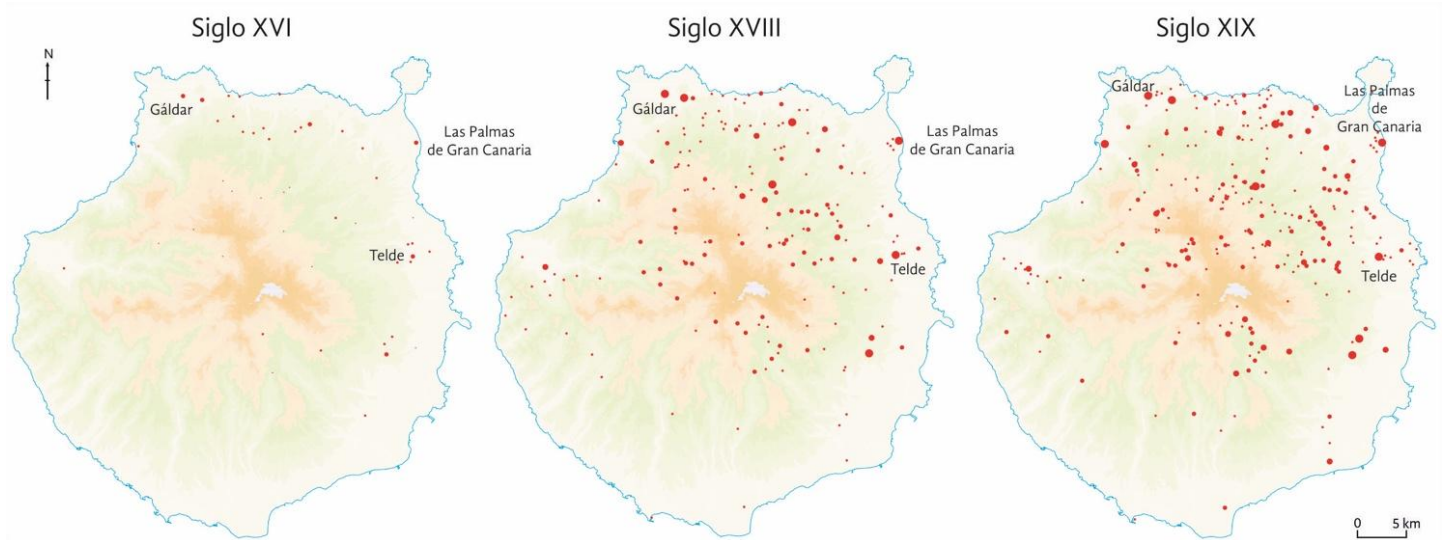 Siglo XVI
N
Gáldar
Las Palmas
de Gran Canaria
Telde
Siglo XVIII
Gáldar
Las Palmas
de Gran Canaria
Telde
Siglo XIX
Gáldar
Las Palmas
de
Gran Canaria
Telde
0 5 km